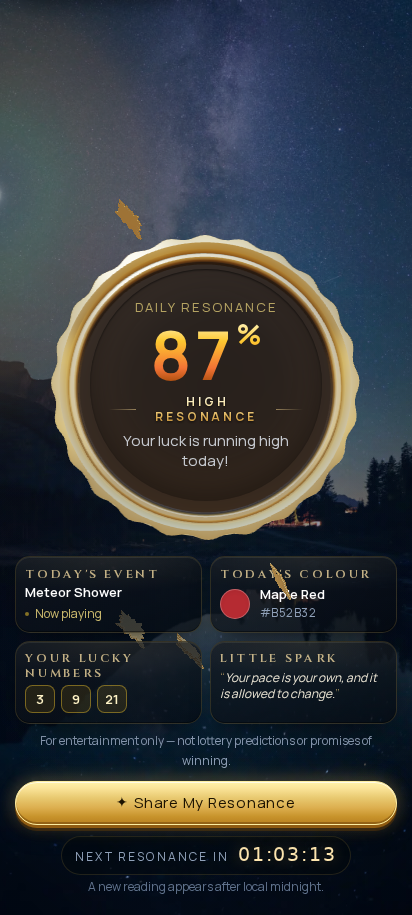 DAILY RESONANCE
87%
HIGH
RESONANCE
Your luck is running high
today!
TODAY'S EVENT
Meteor Shower
• Now playing
TODAY'S COLOUR
Maple Red
#B52B32
YOUR LUCKY
NUMBERS
3 9 21
LITTLE SPARK
"Your pace is your own, and it
is allowed to change."
For entertainment only — not lottery predictions or promises of
winning.
✦ Share My Resonance
NEXT RESONANCE IN 01:03:13
A new reading appears after local midnight.